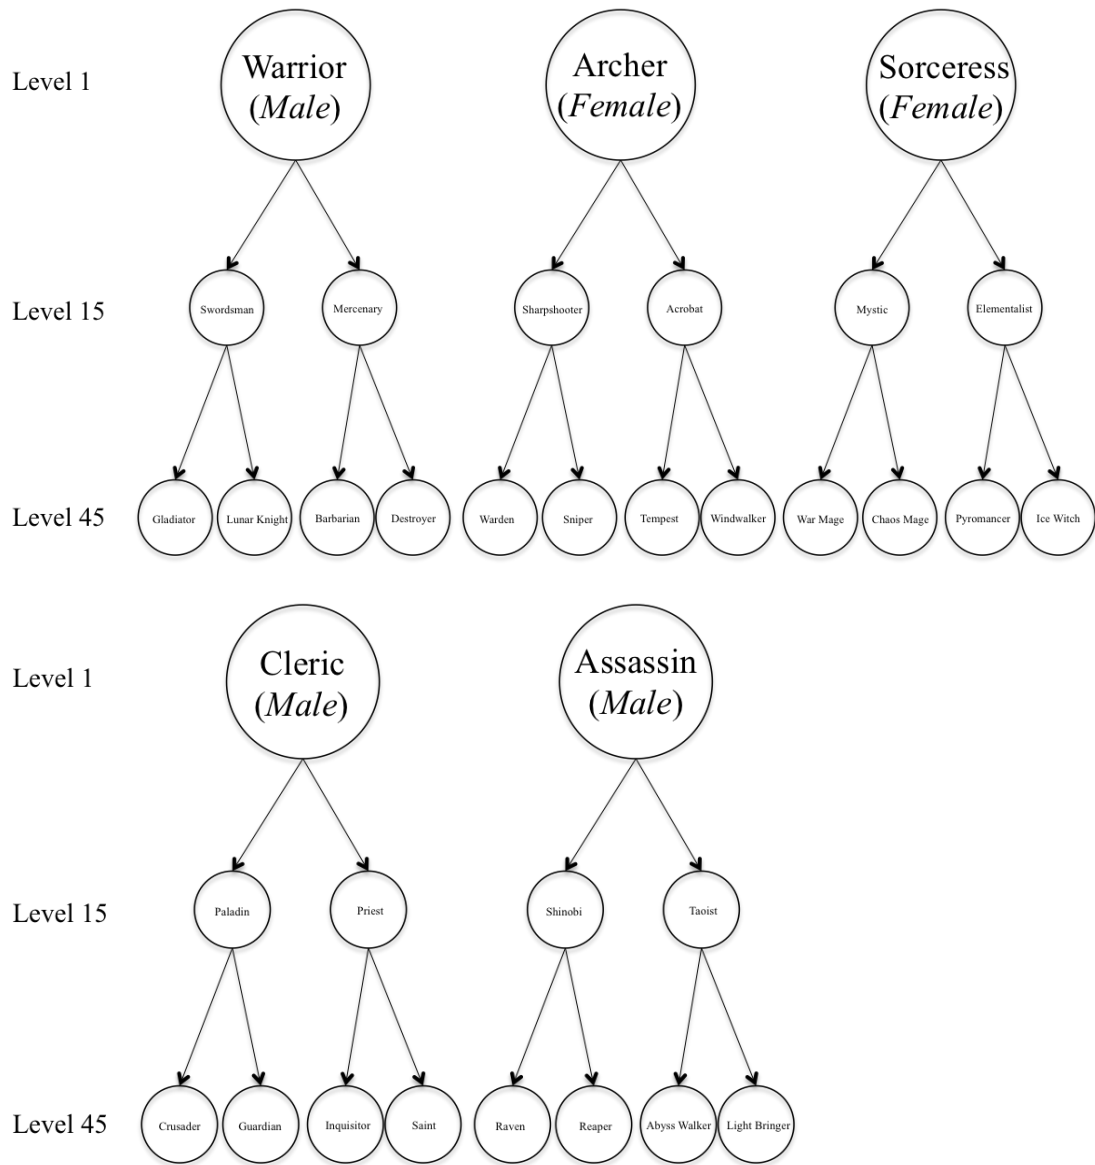 Level 1
Warrior
(Male)
Archer
(Female)
Sorceress
(Female)
Level 15
Swordsman
Mercenary
Sharpshooter
Acrobat
Mystic
Elementalist
Level 45
Gladiator
Lunar Knight
Barbarian
Destroyer
Warden
Sniper
Tempest
Windwalker
War Mage
Chaos Mage
Pyromancer
Ice Witch
Level 1
Cleric
(Male)
Assassin
(Male)
Level 15
Paladin
Priest
Shinobi
Taoist
Level 45
Crusader
Guardian
Inquisitor
Saint
Raven
Reaper
Abyss Walker
Light Bringer